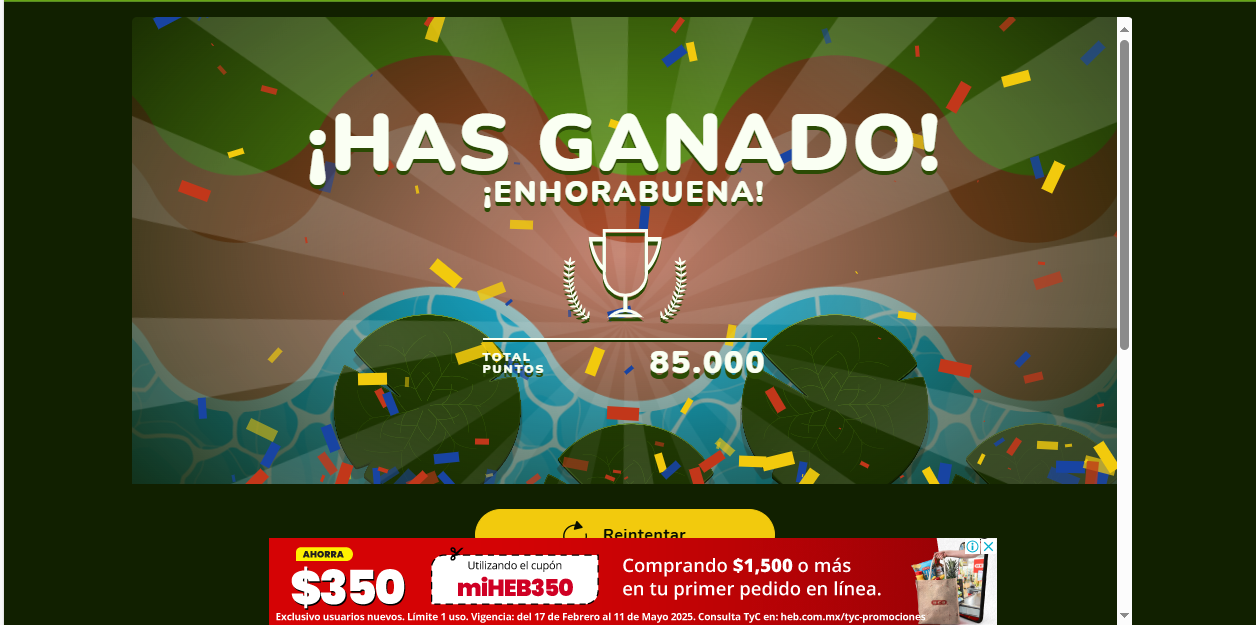 ¡HAS GANADO!
¡ENHORABUENA!
TOTAL
PUNTOS
85.000
Reintentar
AHORRA
$350
Utilizando el cupón
miHEB350
Comprando $1,500 o más
en tu primer pedido en línea.
Exclusivo usuarios nuevos. Límite 1 uso. Vigencia: del 17 de Febrero al 11 de Mayo 2025. Consulta TyC en: heb.com.mx/tyc-promociones